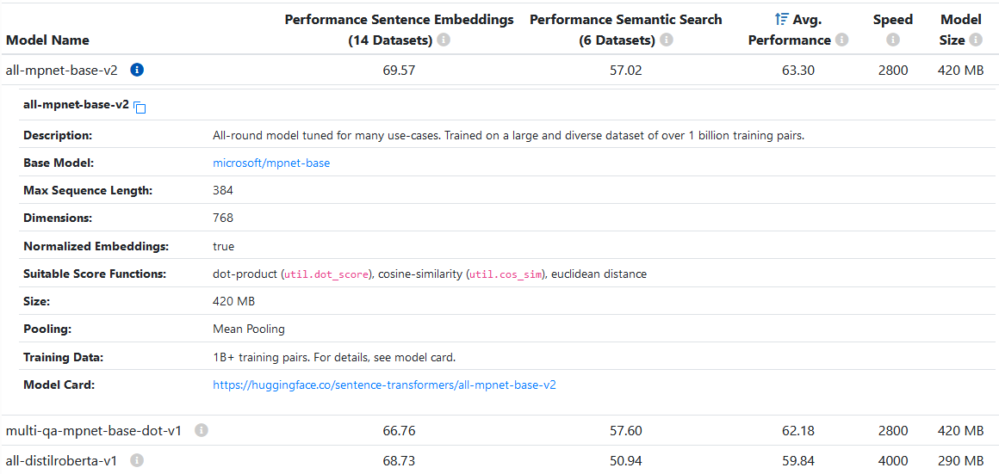 Model Name Performance Sentence Embeddings (14 Datasets) Performance Semantic Search (6 Datasets) Avg. Performance Speed Model Size
all-mpnet-base-v2 69.57 57.02 63.30 2800 420 MB
all-mpnet-base-v2
Description: All-round model tuned for many use-cases. Trained on a large and diverse dataset of over 1 billion training pairs.
Base Model: microsoft/mpnet-base
Max Sequence Length: 384
Dimensions: 768
Normalized Embeddings: true
Suitable Score Functions: dot-product (util.dot_score), cosine-similarity (util.cos_sim), euclidean distance
Size: 420 MB
Pooling: Mean Pooling
Training Data: 1B+ training pairs. For details, see model card.
Model Card: https://huggingface.co/sentence-transformers/all-mpnet-base-v2
multi-qa-mpnet-base-dot-v1 66.76 57.60 62.18 2800 420 MB
all-distilroberta-v1 68.73 50.94 59.84 4000 290 MB